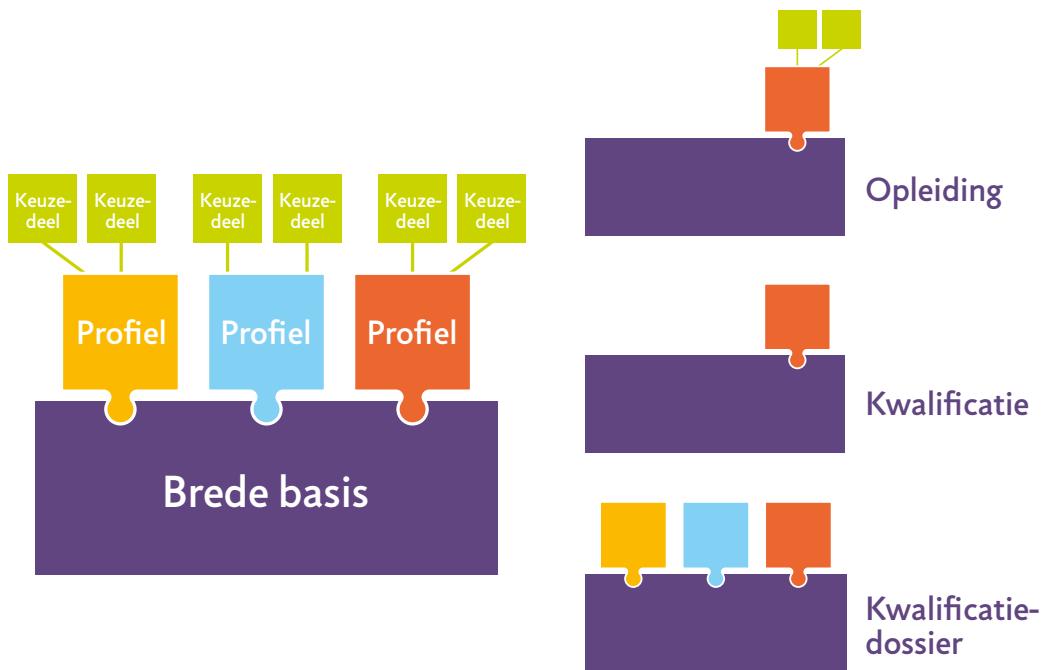 Keuze-
deel
Keuze-
deel
Keuze-
deel
Keuze-
deel
Keuze-
deel
Keuze-
deel
Profiel
Profiel
Profiel
Brede basis
Opleiding
Kwalificatie
Kwalificatie-
dossier